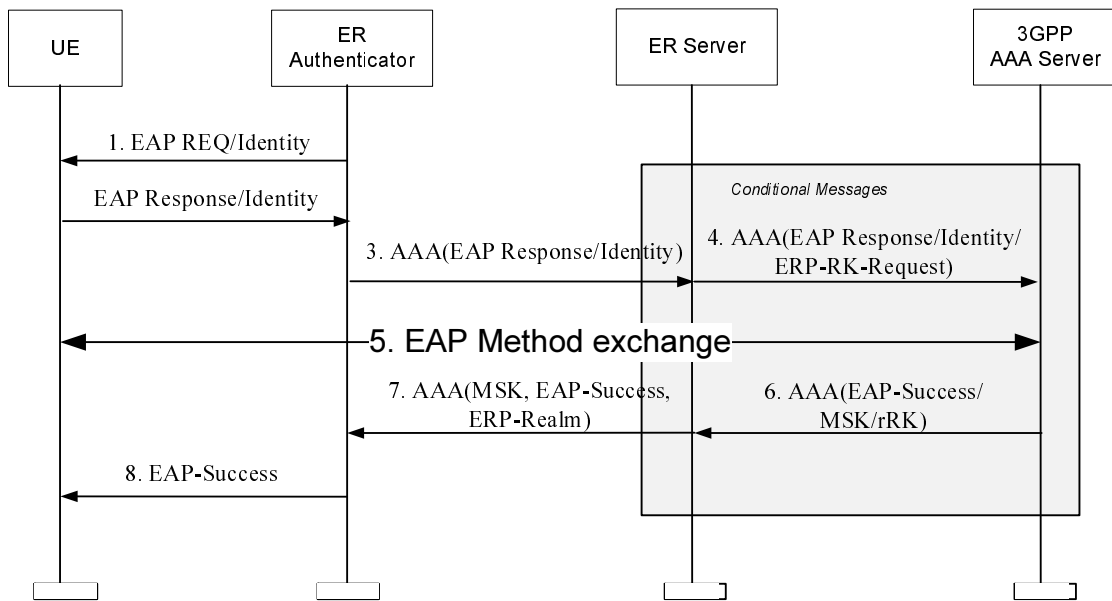 UE
ER
Authenticator
ER Server
3GPP
AAA Server
1. EAP REQ/Identity
Conditional Messages
EAP Response/Identity
3. AAA(EAP Response/Identity)
4. AAA(EAP Response/Identity/
ERP-RK-Request)
5. EAP Method exchange
7. AAA(MSK, EAP-Success,
ERP-Realm)
6. AAA(EAP-Success/
MSK/rRK)
8. EAP-Success